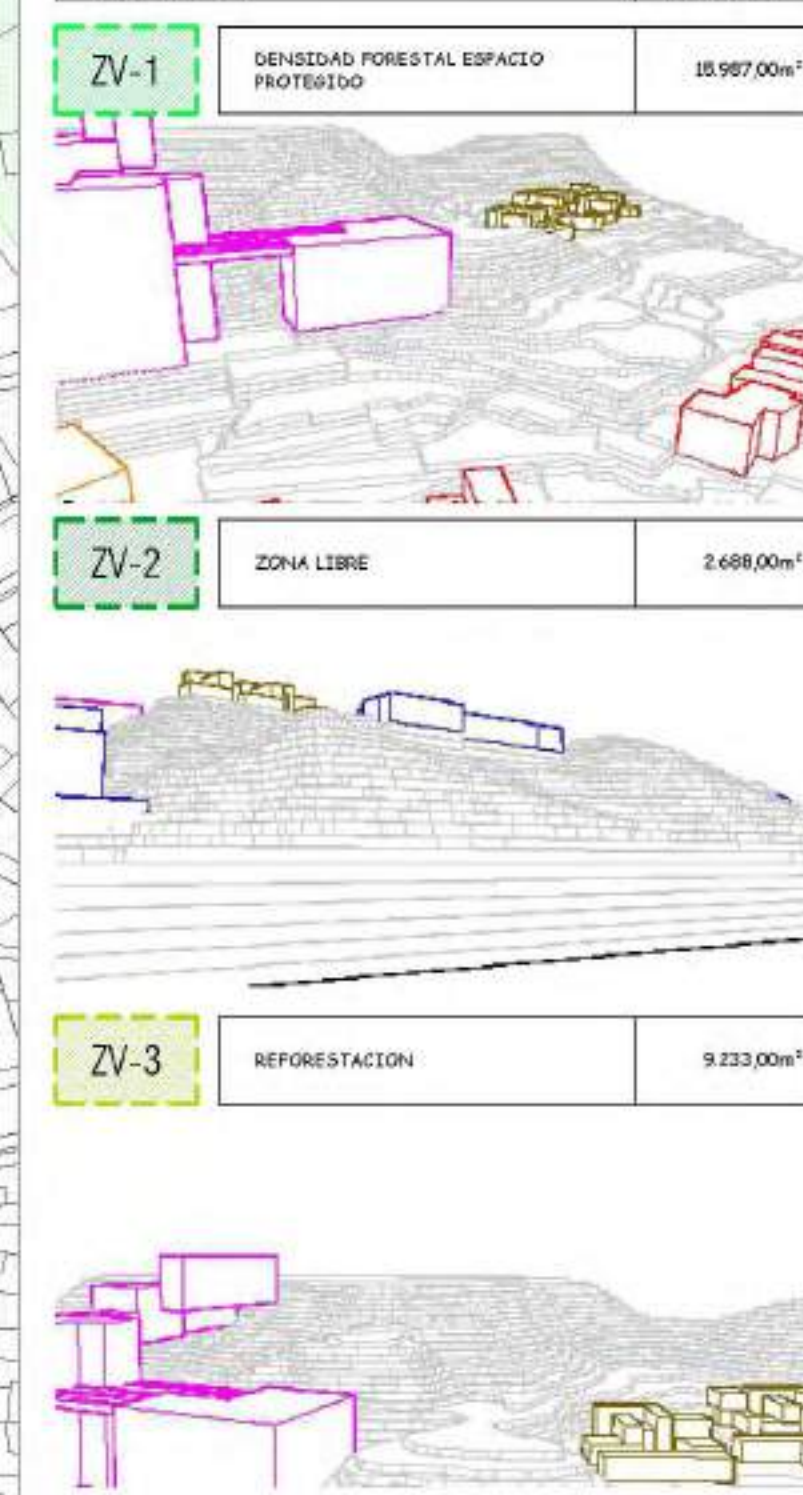 ZV-1
DENSIDAD FORESTAL ESPACIO
PROTEGIDO
15.987,00m²
ZV-2
ZONA LIBRE
2.688,00m²
ZV-3
REFORESTACION
9.233,00m²